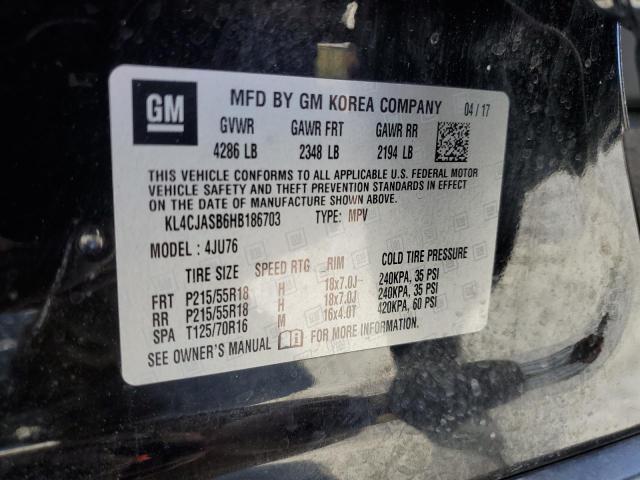 GM MFD BY GM KOREA COMPANY 04 / 17
GVWR GAWR FRT GAWR RR
4286 LB 2348 LB 2194 LB
THIS VEHICLE CONFORMS TO ALL APPLICABLE U.S. FEDERAL MOTOR
VEHICLE SAFETY AND THEFT PREVENTION STANDARDS IN EFFECT
ON THE DATE OF MANUFACTURE SHOWN ABOVE.
KL4CJASB6HB186703 TYPE: MPV
MODEL: 4JU76
TIRE SIZE SPEED RTG RIM COLD TIRE PRESSURE
FRT P215/55R18 H 18x7.0J 240KPA, 35 PSI
RR P215/55R18 H 18x7.0J 240KPA, 35 PSI
SPA T125/70R16 M 16x4.0T 420KPA, 60 PSI
SEE OWNER'S MANUAL